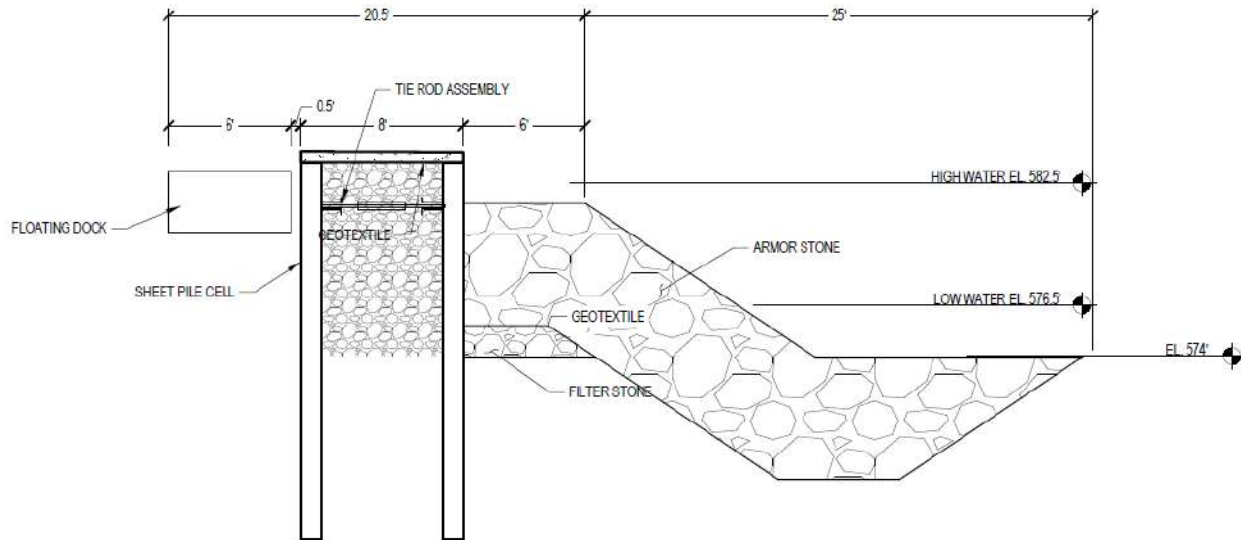 20.5'
25'
TIE ROD ASSEMBLY
0.5'
6'
8'
6'
HIGH WATER EL. 582.5'
FLOATING DOCK
GEOTEXTILE
ARMOR STONE
SHEET PILE CELL
LOW WATER EL. 576.5'
GEOTEXTILE
EL. 574'
FILTER STONE